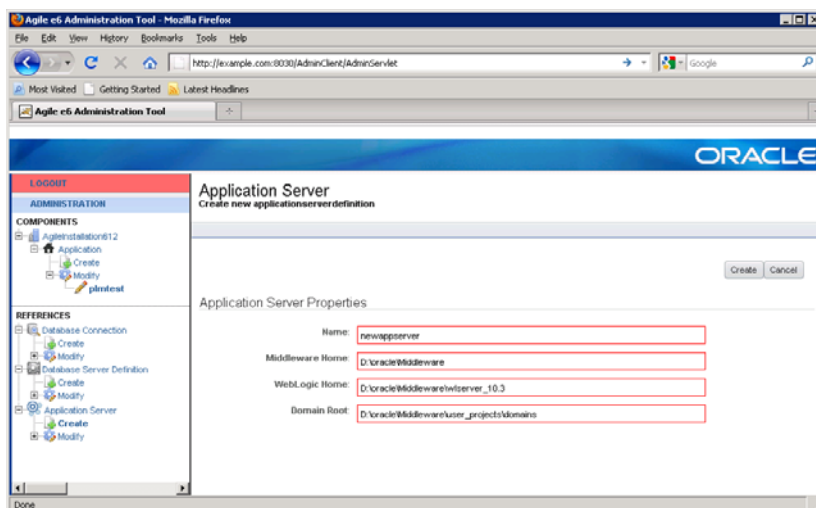 Agile e6 Administration Tool - Mozilla Firefox
File Edit View History Bookmarks Tools Help
http://example.com:8030/AdminClient/AdminServlet
Google
Most Visited Getting Started Latest Headlines
Agile e6 Administration Tool
ORACLE
LOGOUT
ADMINISTRATION
COMPONENTS
AgileInstallation612
Application
Create
Modify
plmtest
REFERENCES
Database Connection
Create
Modify
Database Server Definition
Create
Modify
Application Server
Create
Modify
Application Server
Create new applicationserverdefinition
Create Cancel
Application Server Properties
Name: newappserver
Middleware Home: D:\oracle\Middleware
WebLogic Home: D:\oracle\Middleware\wlserver_10.3
Domain Root: D:\oracle\Middleware\user_projects\domains
Done